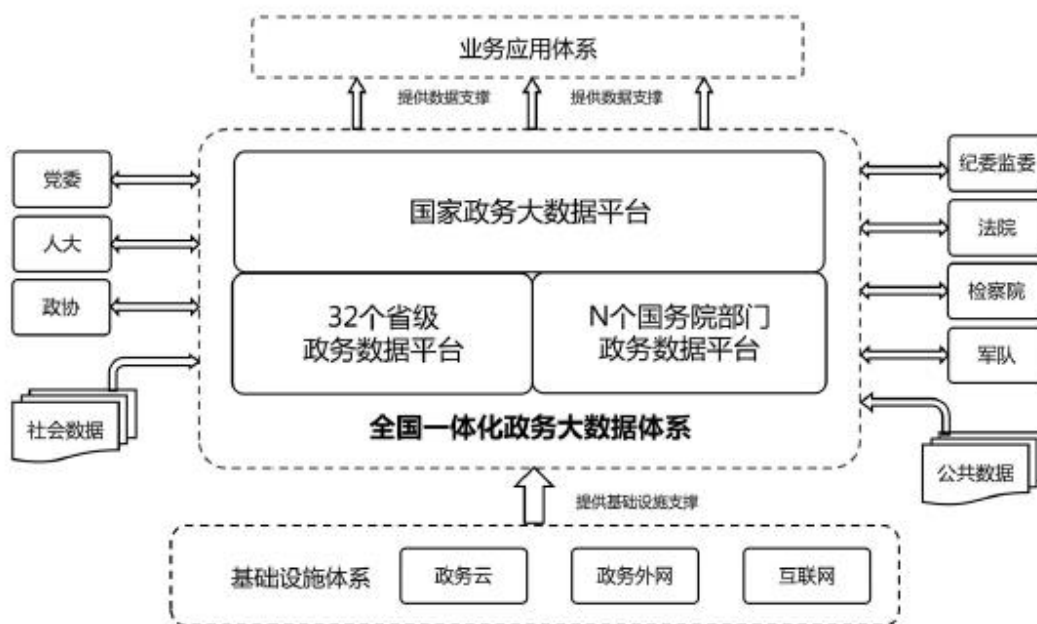 业务应用体系
提供数据支撑
提供数据支撑
党委
人大
政协
社会数据
国家政务大数据平台
32个省级
政务数据平台
N个国务院部门
政务数据平台
全国一体化政务大数据体系
纪委监委
法院
检察院
军队
公共数据
提供基础设施支撑
基础设施体系
政务云
政务外网
互联网